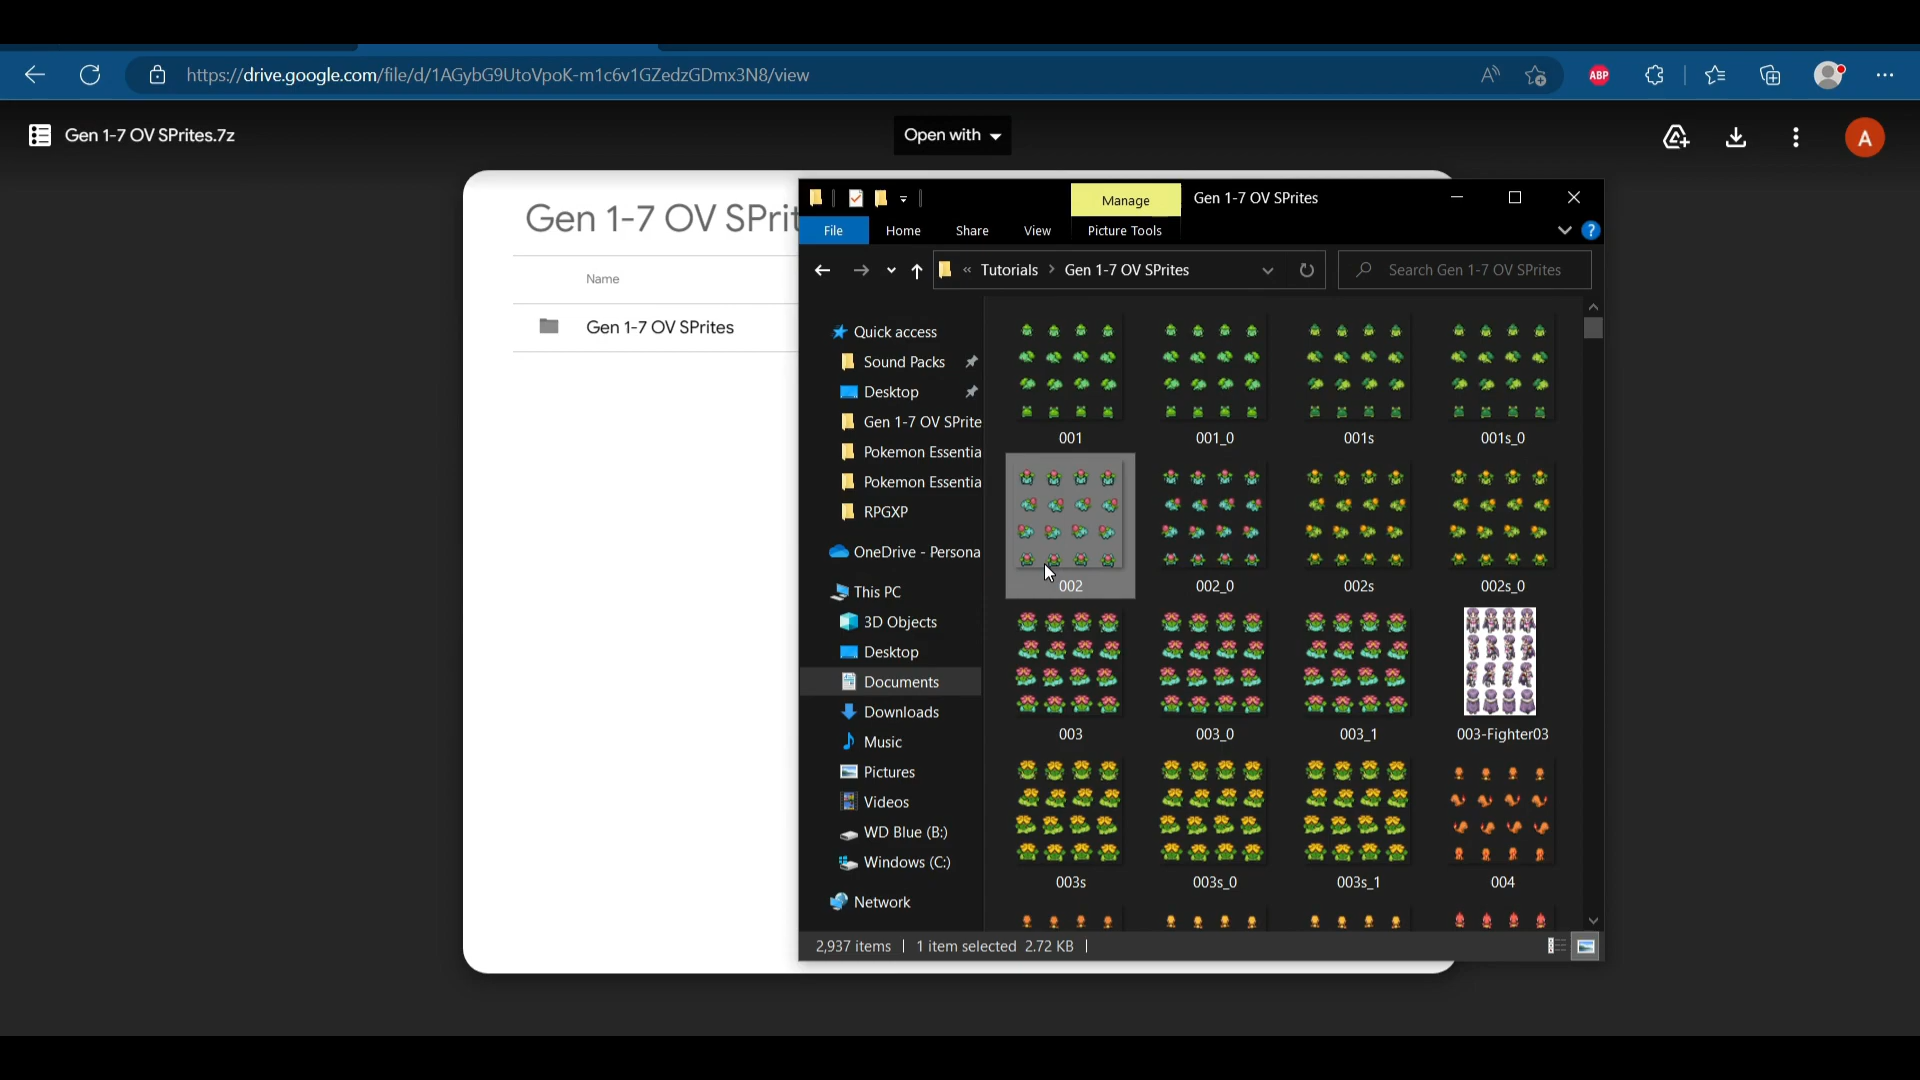 https://drive.google.com/file/d/1AGybG9UtoVpoK-m1c6v1GZedzGDmx3N8/view
ABP
Gen 1-7 OV SPrites.7z
Open with
A
Gen 1-7 OV SPrit
Name
Gen 1-7 OV SPrites
Manage
Gen 1-7 OV SPrites
File
Home
Share
View
Picture Tools
?
« Tutorials > Gen 1-7 OV SPrites
Search Gen 1-7 OV SPrites
Quick access
Sound Packs
Desktop
Gen 1-7 OV SPrite
Pokemon Essentia
Pokemon Essentia
RPGXP
OneDrive - Persona
This PC
3D Objects
Desktop
Documents
Downloads
Music
Pictures
Videos
WD Blue (B:)
Windows (C:)
Network
001
001_0
001s
001s_0
002
002_0
002s
002s_0
003
003_0
003_1
003-Fighter03
003s
003s_0
003s_1
004
2,937 items
1 item selected 2.72 KB